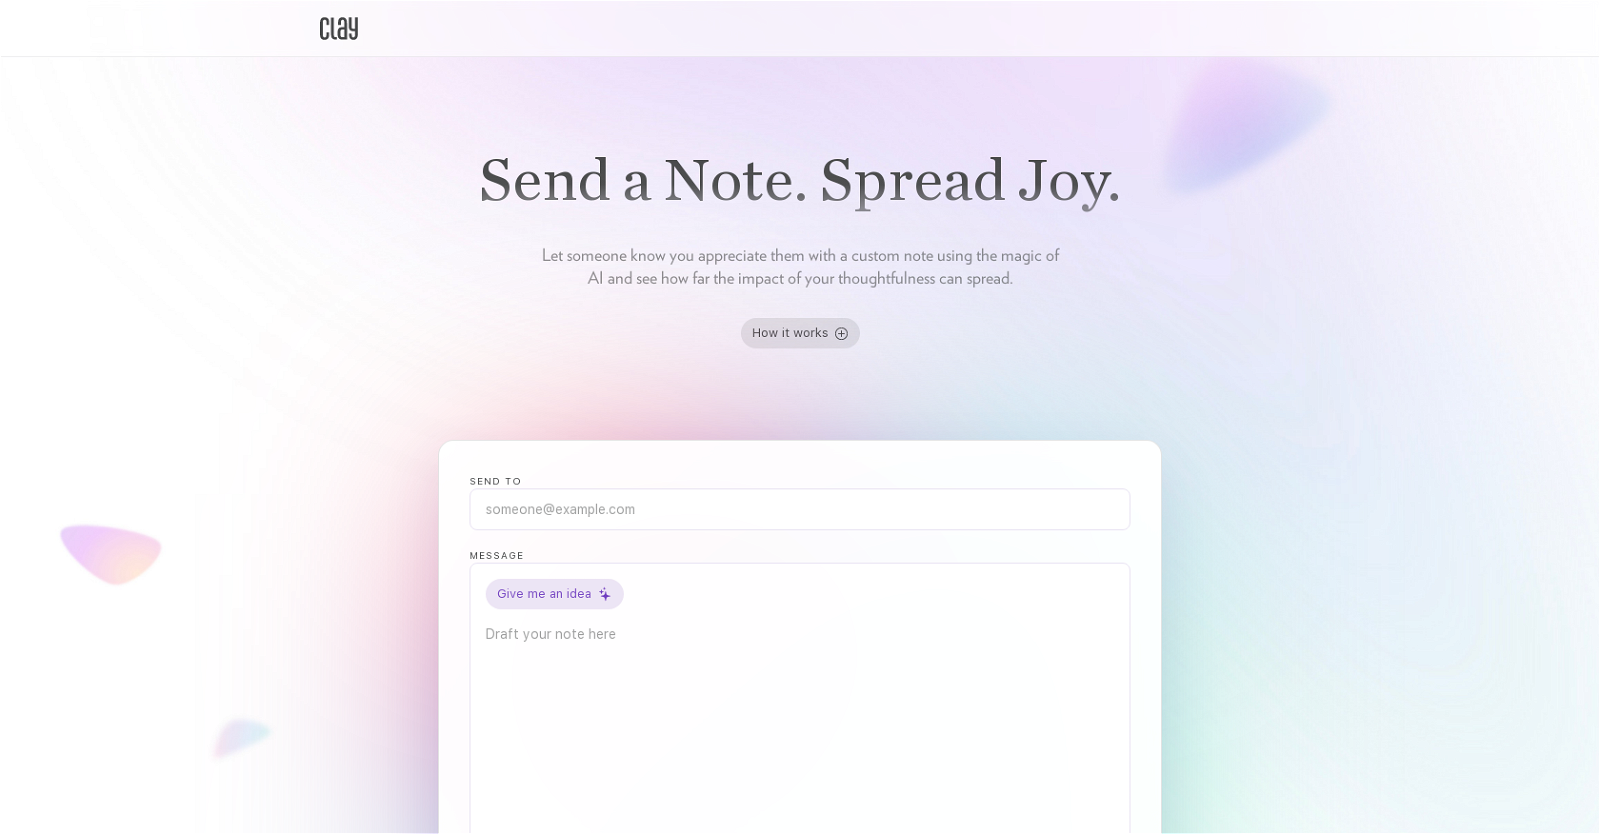 CLAY
Send a Note. Spread Joy.
Let someone know you appreciate them with a custom note using the magic of
AI and see how far the impact of your thoughtfulness can spread.
How it works
SEND TO
someone@example.com
MESSAGE
Give me an idea
Draft your note here